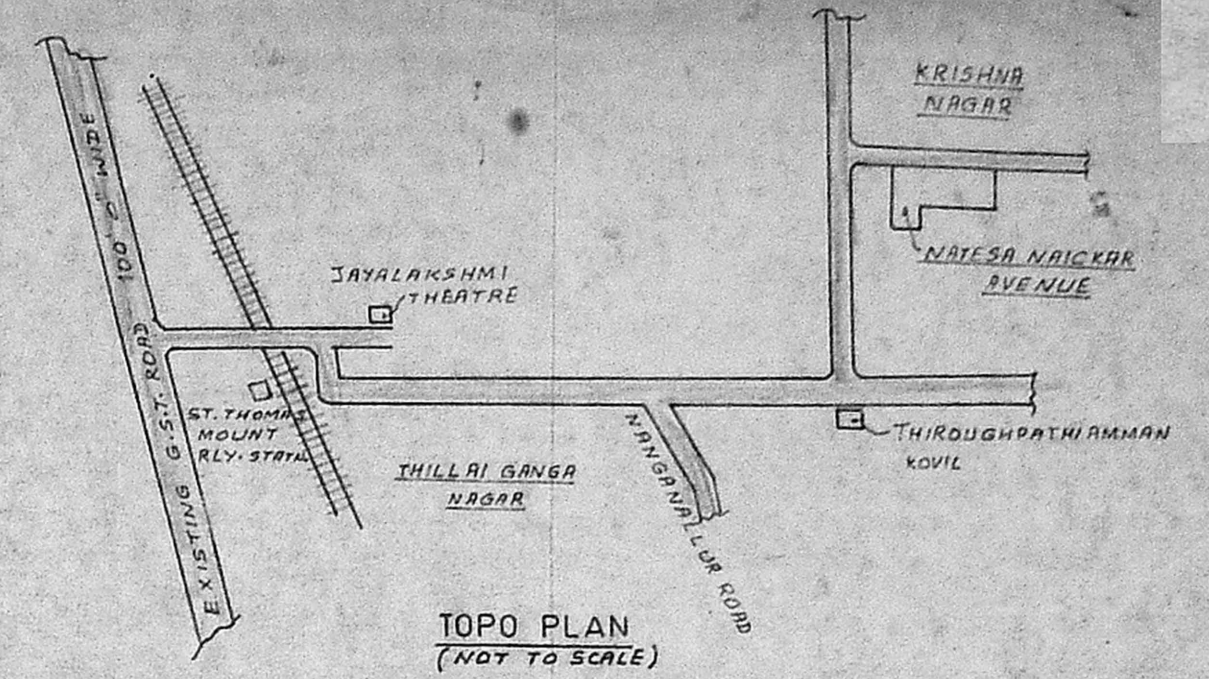 KRISHNA
NAGAR
EXISTING G.S.T. ROAD 100'0" WIDE
JAYALAKSHMI
THEATRE
NATESA NAICKAR
AVENUE
ST. THOMAS
MOUNT
RLY. STATN
THILLAI GANGA
NAGAR
NANGANALLUR ROAD
THIROUGHPATHIAMMAN
KOVIL
TOPO PLAN
(NOT TO SCALE)